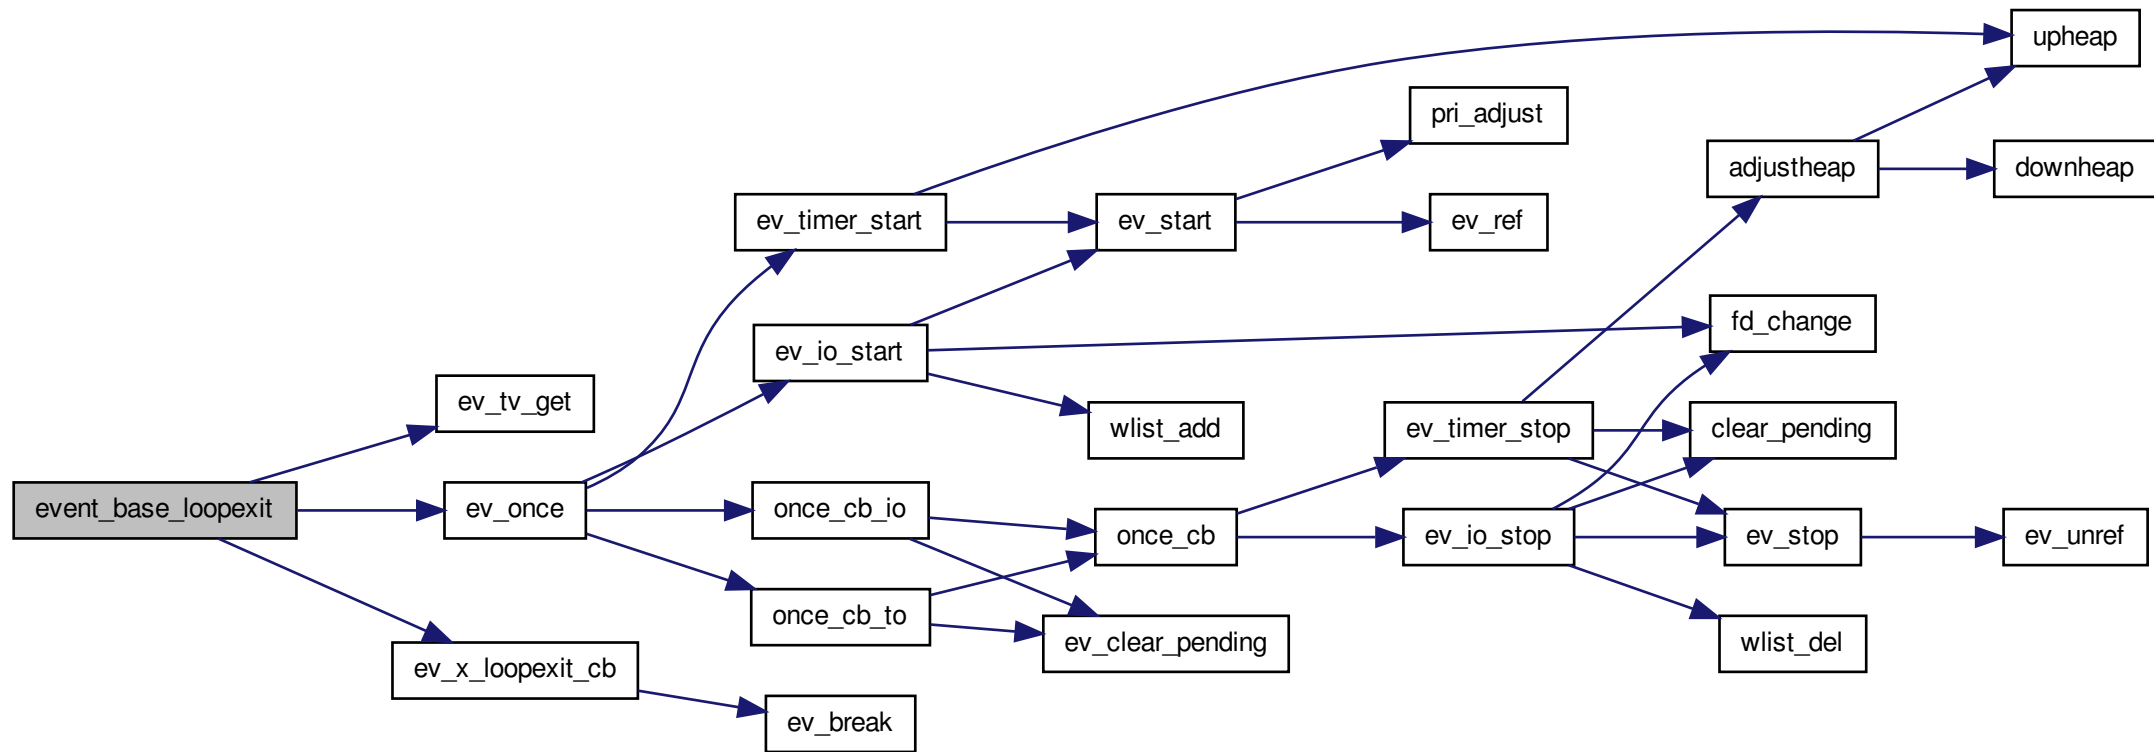 upheap
pri_adjust
adjustheap
downheap
ev_timer_start
ev_start
ev_ref
fd_change
ev_io_start
ev_tv_get
wlist_add
ev_timer_stop
clear_pending
event_base_loopexit
ev_once
once_cb_io
once_cb
ev_io_stop
ev_stop
ev_unref
once_cb_to
ev_clear_pending
wlist_del
ev_x_loopexit_cb
ev_break